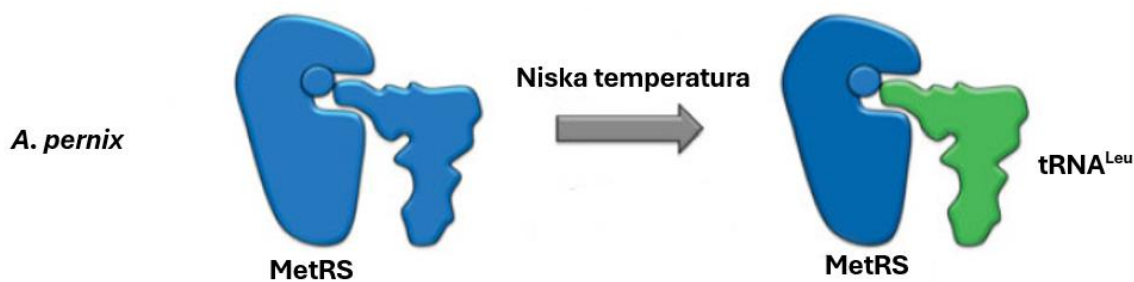 Niska temperatura
A. pernix
tRNA^Leu
MetRS
MetRS